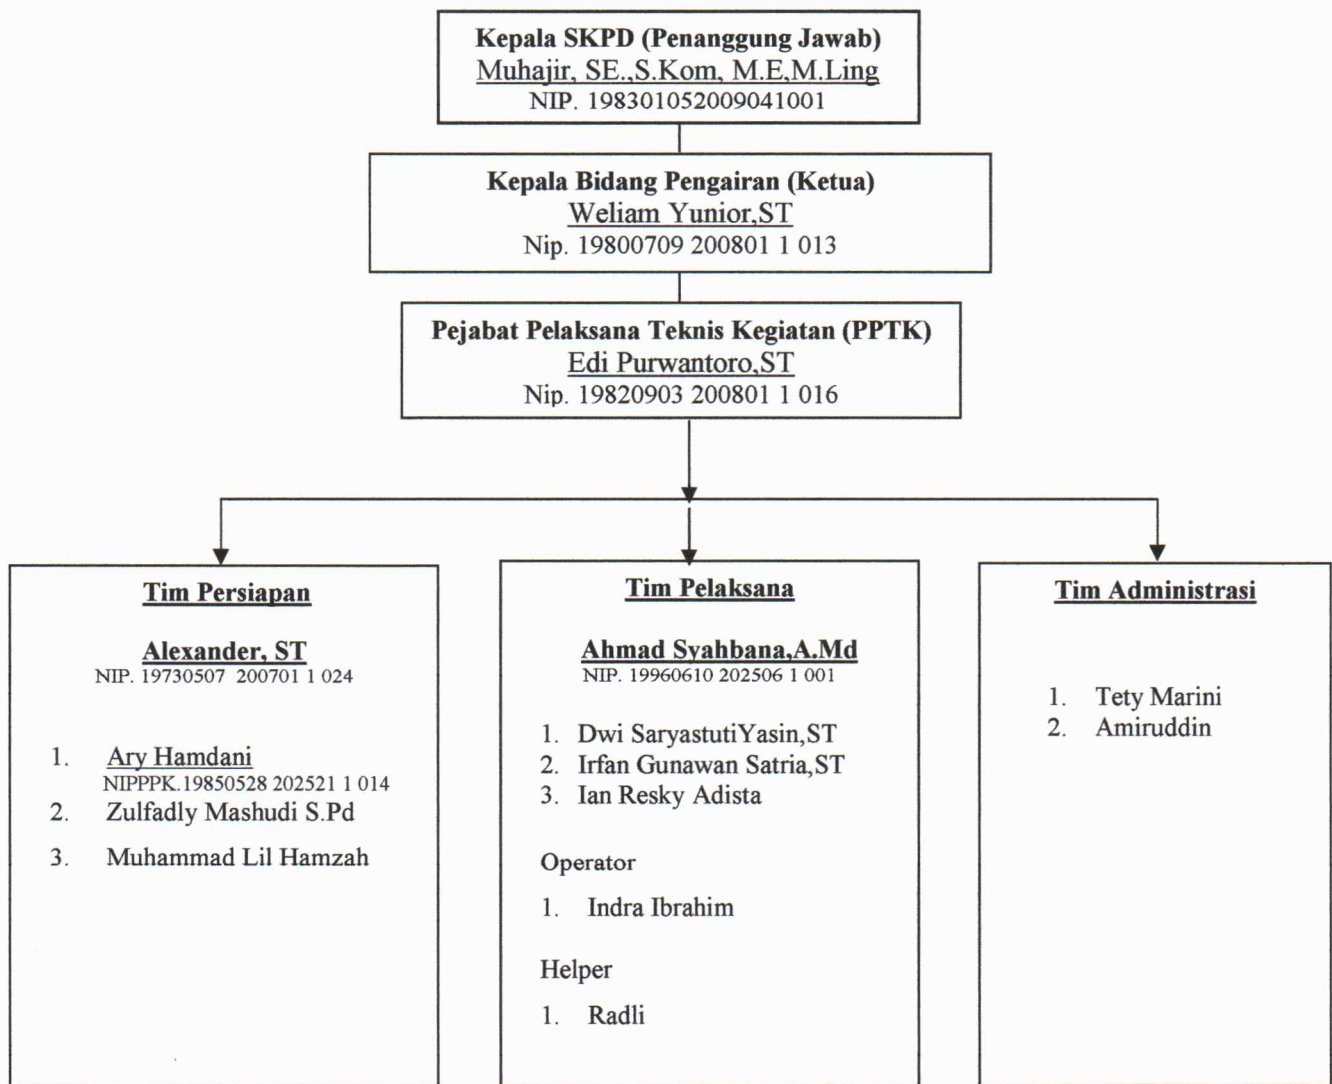 Kepala SKPD (Penanggung Jawab)
Muhajir, SE.,S.Kom, M.E,M.Ling
NIP. 198301052009041001
Kepala Bidang Pengairan (Ketua)
Weliam Yunior,ST
Nip. 19800709 200801 1 013
Pejabat Pelaksana Teknis Kegiatan (PPTK)
Edi Purwantoro,ST
Nip. 19820903 200801 1 016
Tim Persiapan
Alexander, ST
NIP. 19730507 200701 1 024
1. Ary Hamdani
NIPPPK.19850528 202521 1 014
2. Zulfadly Mashudi S.Pd
3. Muhammad Lil Hamzah
Tim Pelaksana
Ahmad Syahbana,A.Md
NIP. 19960610 202506 1 001
1. Dwi SaryastutiYasin,ST
2. Irfan Gunawan Satria,ST
3. Ian Resky Adista
Operator
1. Indra Ibrahim
Helper
1. Radli
Tim Administrasi
1. Tety Marini
2. Amiruddin